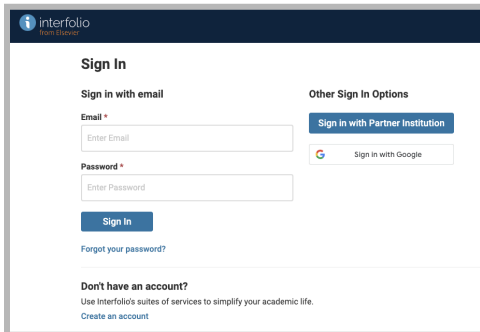 interfolio
from Elsevier
Sign In
Sign in with email
Email *
Enter Email
Password *
Enter Password
Sign In
Forgot your password?
Other Sign In Options
Sign in with Partner Institution
Sign in with Google
Don't have an account?
Use Interfolio's suites of services to simplify your academic life.
Create an account